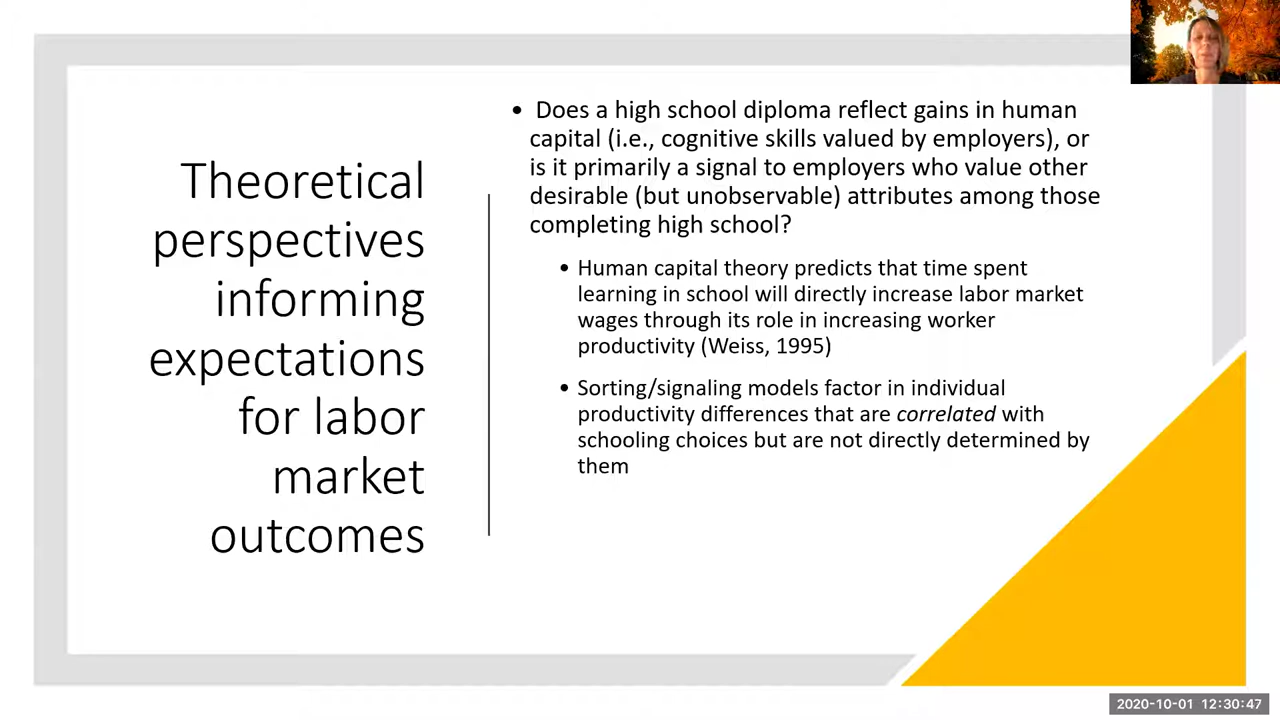 Theoretical
perspectives
informing
expectations
for labor
market
outcomes
• Does a high school diploma reflect gains in human
capital (i.e., cognitive skills valued by employers), or
is it primarily a signal to employers who value other
desirable (but unobservable) attributes among those
completing high school?
• Human capital theory predicts that time spent
learning in school will directly increase labor market
wages through its role in increasing worker
productivity (Weiss, 1995)
• Sorting/signaling models factor in individual
productivity differences that are correlated with
schooling choices but are not directly determined by
them
2020-10-01 12:30:47